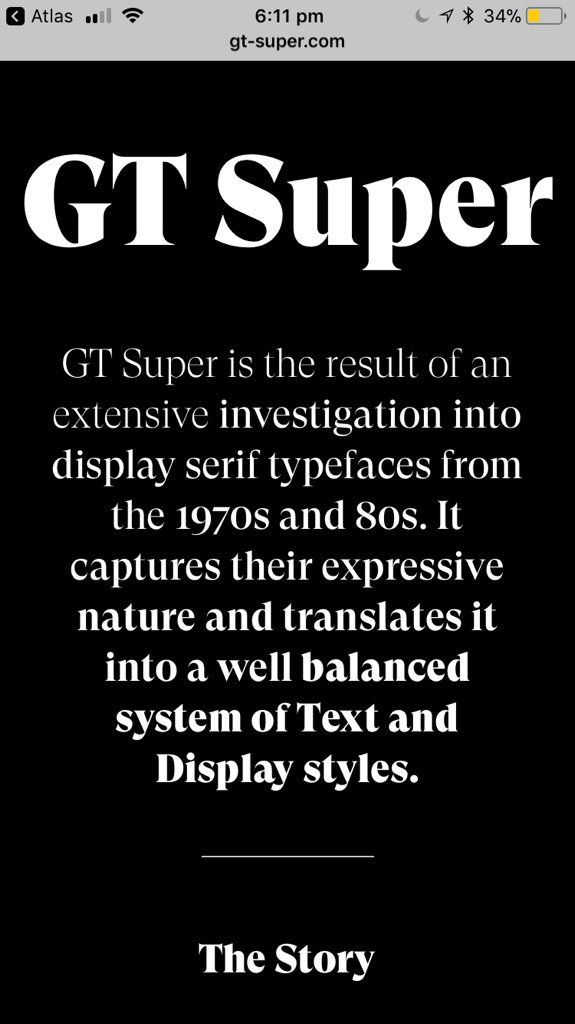 Atlas 6:11 pm 34%
gt-super.com
GT Super
GT Super is the result of an
extensive investigation into
display serif typefaces from
the 1970s and 80s. It
captures their expressive
nature and translates it
into a well balanced
system of Text and
Display styles.
The Story